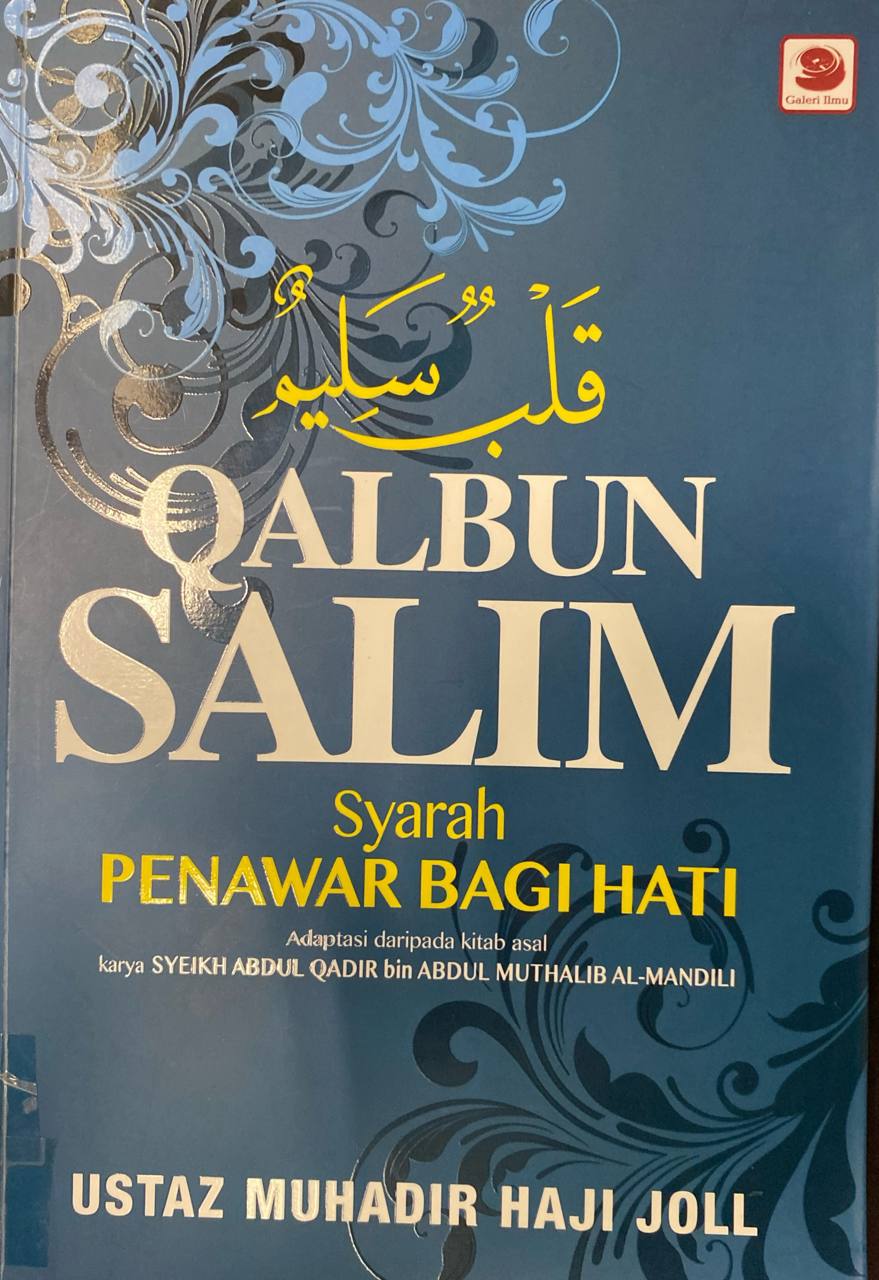 Galeri Ilmu
قَلْبٌ سَلِيمٌ
QALBUN
SALIM
Syarah
PENAWAR BAGI HATI
Adaptasi daripada kitab asal
karya SYEIKH ABDUL QADIR bin ABDUL MUTHALIB AL-MANDILI
USTAZ MUHADIR HAJI JOLL